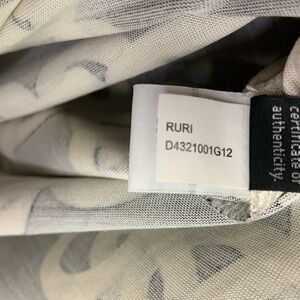 RURI
D4321001G12
certificate of
authenticity